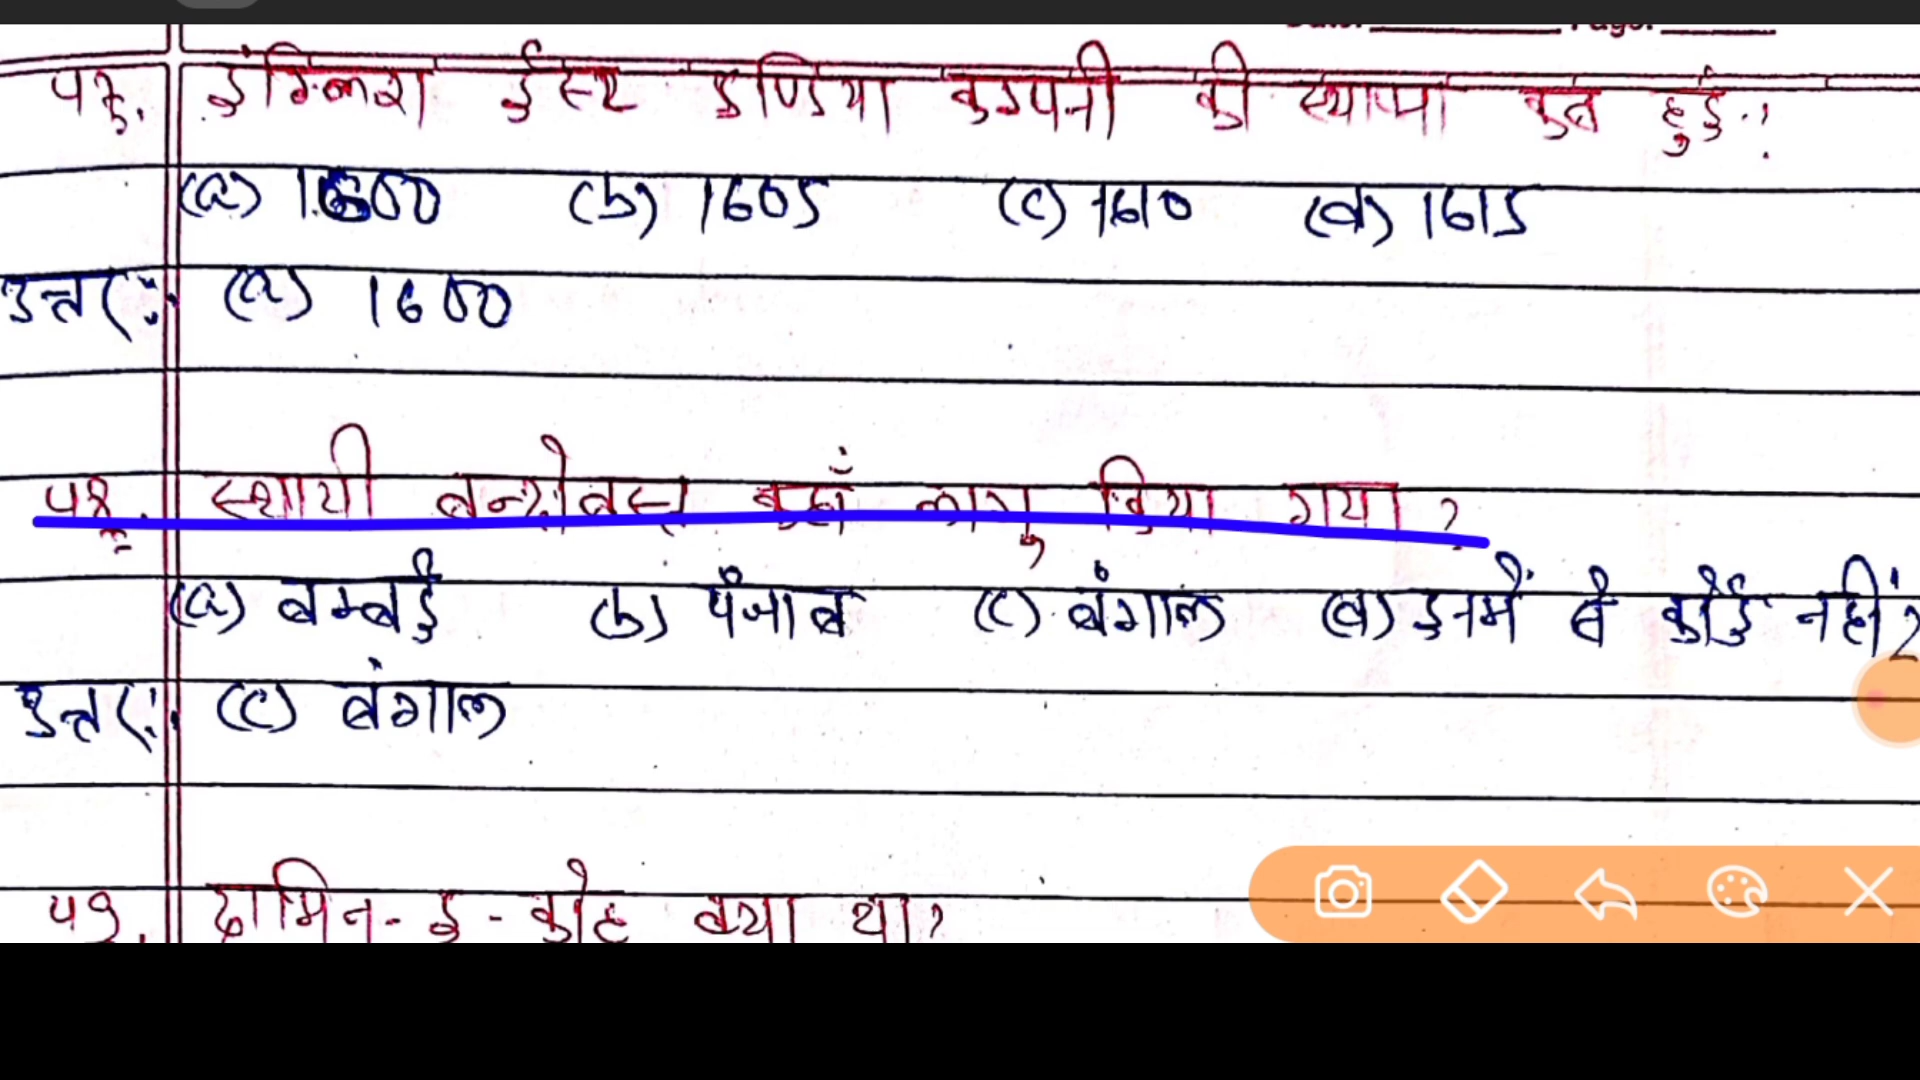 इंग्लिश ईस्ट इण्डिया कम्पनी की स्थापना कब हुई?
(a) 1600 (b) 1605 (c) 1610 (d) 1615
उत्तर:- (a) 1600
स्थायी बन्दोबस्त कहाँ लागु किया गया?
(a) बम्बई (b) पंजाब (c) बंगाल (d) इनमें से कोई नहीं?
उत्तर:- (c) बंगाल
५९. दामिन-इ-कोह क्या था?